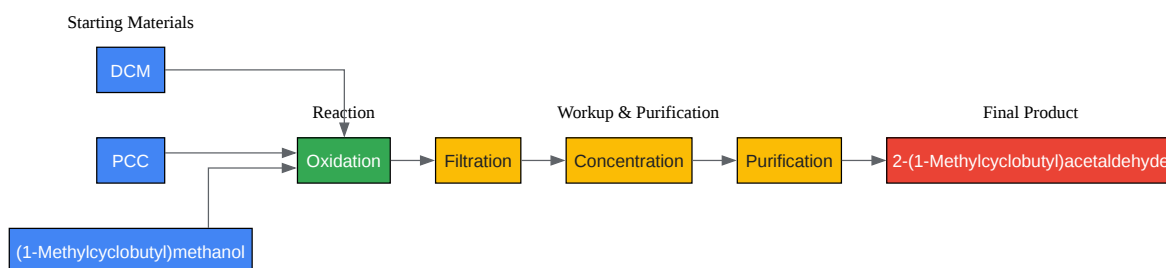 Starting Materials
DCM
Reaction
Workup & Purification
Final Product
PCC
Oxidation
Filtration
Concentration
Purification
2-(1-Methylcyclobutyl)acetaldehyde
(1-Methylcyclobutyl)methanol